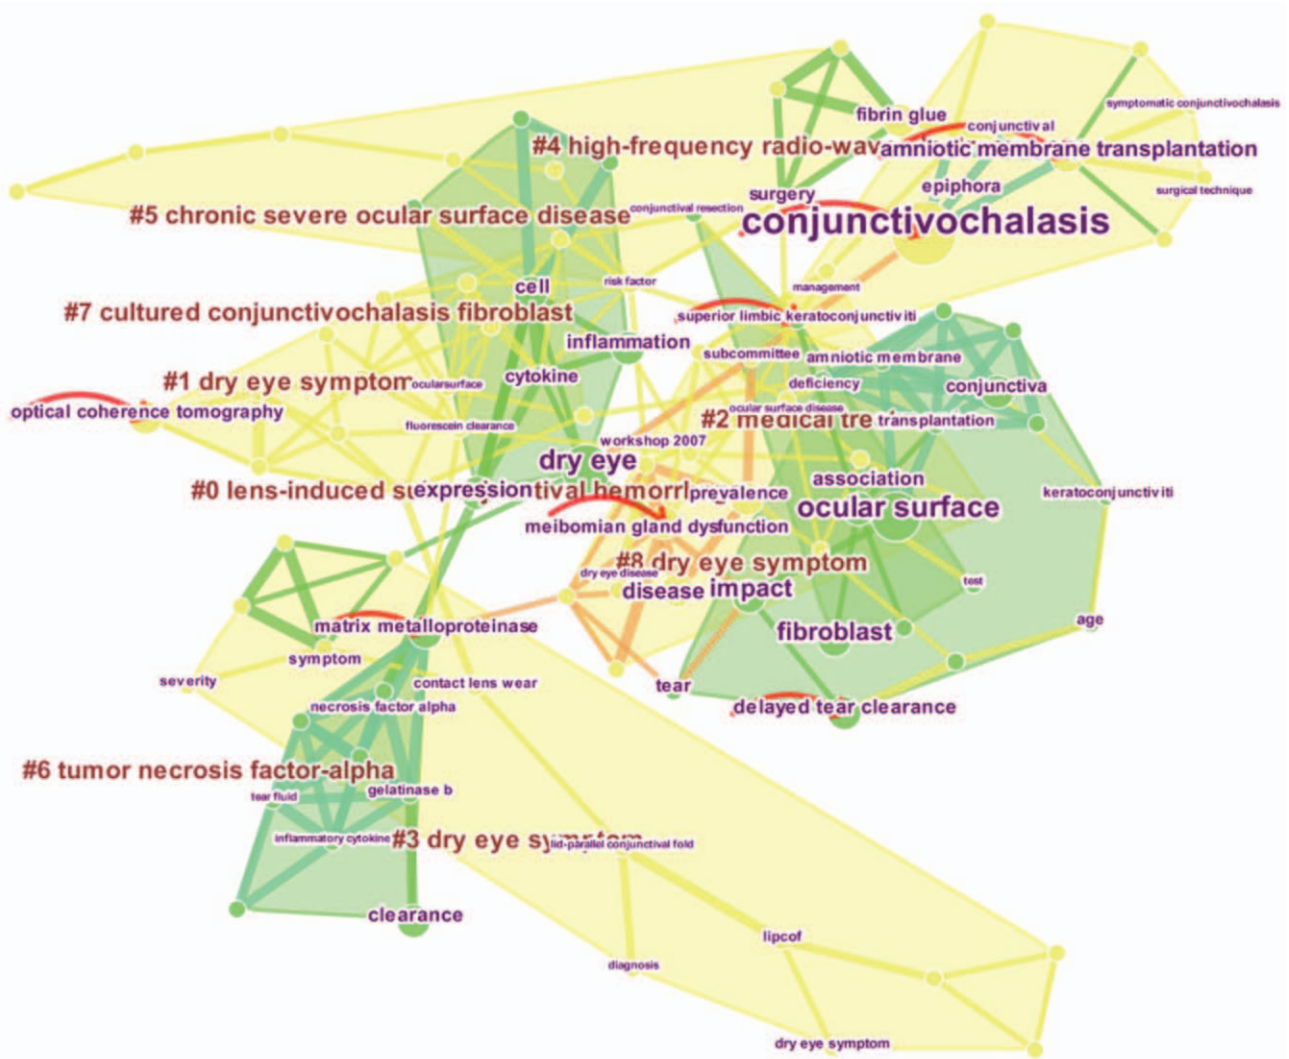 symptomatic conjunctivochalasis
fibrin glue
conjunctival
#4 high-frequency radio-wav
amniotic membrane transplantation
epiphora
surgical technique
surgery
conjunctival resection
#5 chronic severe ocular surface disease
conjunctivochalasis
risk factor
cell
management
#7 cultured conjunctivochalasis fibroblast
superior limbic keratoconjunctiviti
inflammation
subcommittee
amniotic membrane
cytokine
#1 dry eye symptom
ocularsurface
deficiency
conjunctiva
optical coherence tomography
ocular surface disease
#2 medical tre
transplantation
fluorescein clearance
workshop 2007
dry eye
association
#0 lens-induced
expression
tival hemorr
prevalence
keratoconjunctiviti
ocular surface
meibomian gland dysfunction
#8 dry eye symptom
dry eye disease
test
disease
impact
age
matrix metalloproteinase
fibroblast
symptom
severity
contact lens wear
tear
necrosis factor alpha
delayed tear clearance
#6 tumor necrosis factor-alpha
gelatinase b
tear fluid
inflammatory cytokine
#3 dry eye symptom
lid-parallel conjunctival fold
clearance
lipcof
diagnosis
dry eye symptom